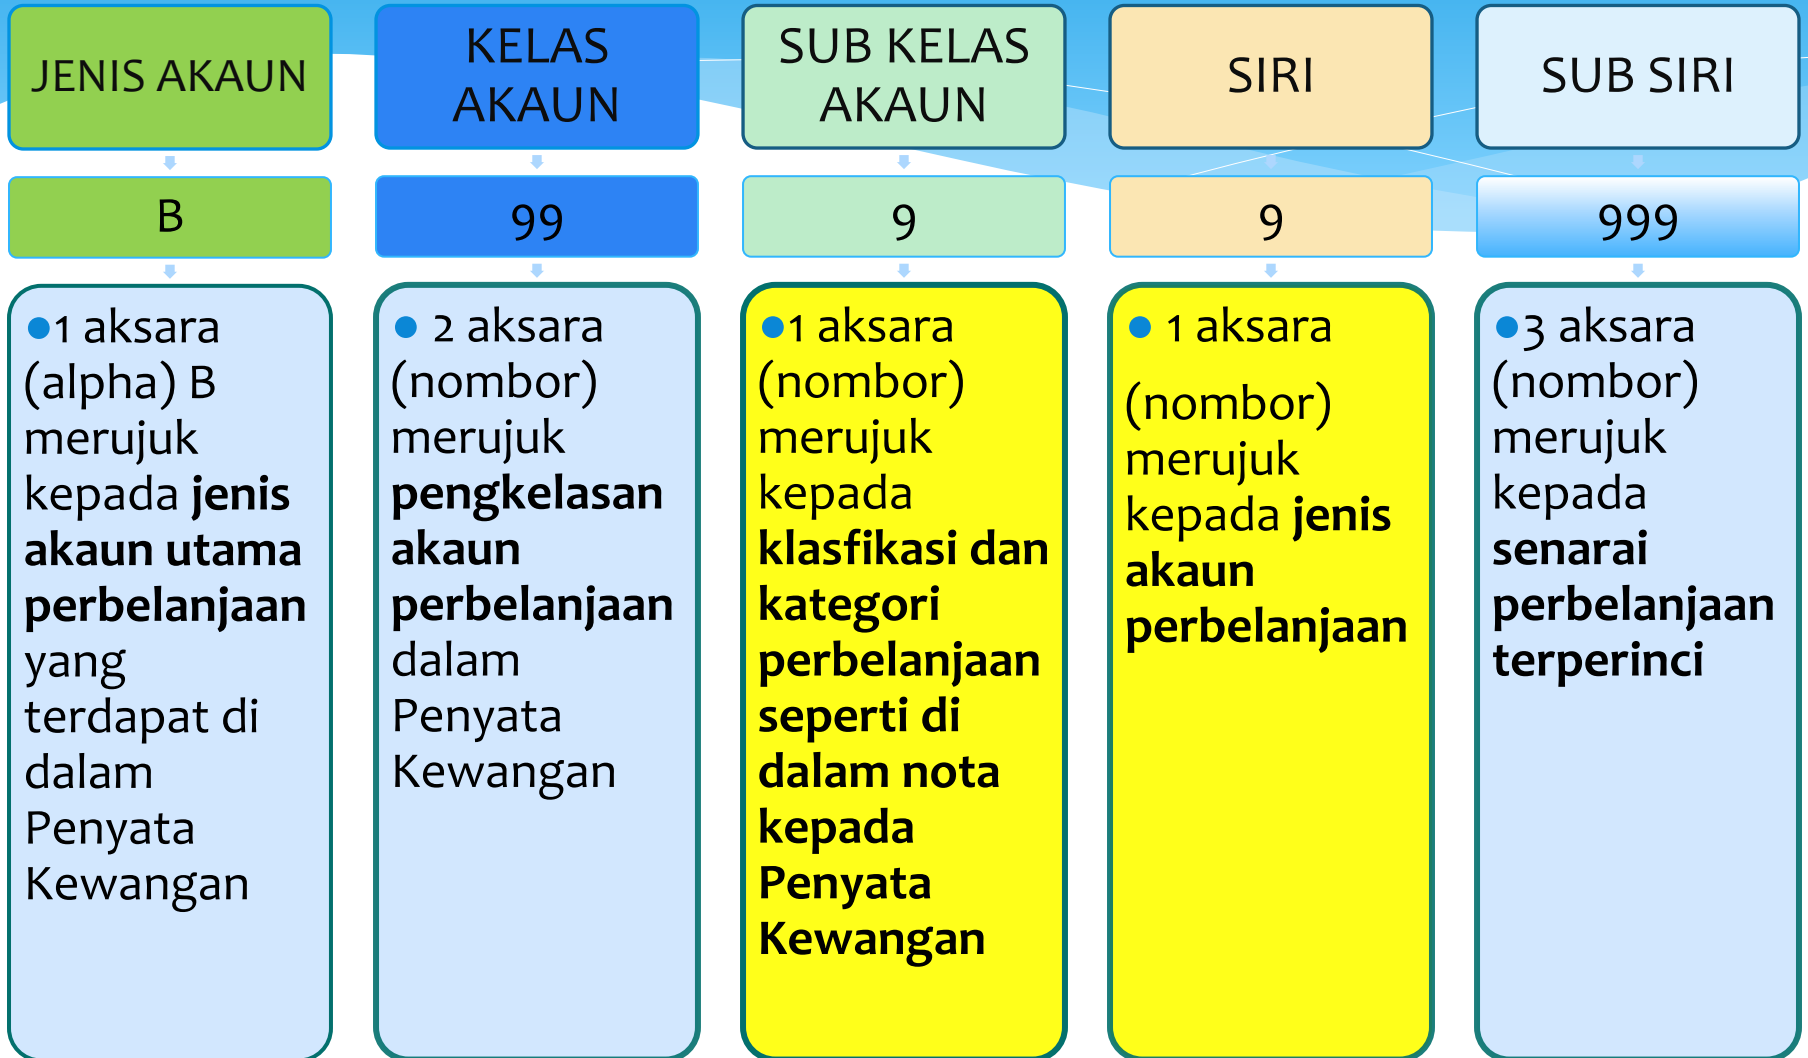 JENIS AKAUN
B
●1 aksara
(alpha) B
merujuk
kepada jenis
akaun utama
perbelanjaan
yang
terdapat di
dalam
Penyata
Kewangan
KELAS
AKAUN
99
● 2 aksara
(nombor)
merujuk
pengkelasan
akaun
perbelanjaan
dalam
Penyata
Kewangan
SUB KELAS
AKAUN
9
●1 aksara
(nombor)
merujuk
kepada
klasfikasi dan
kategori
perbelanjaan
seperti di
dalam nota
kepada
Penyata
Kewangan
SIRI
9
● 1 aksara
(nombor)
merujuk
kepada jenis
akaun
perbelanjaan
SUB SIRI
999
●3 aksara
(nombor)
merujuk
kepada
senarai
perbelanjaan
terperinci